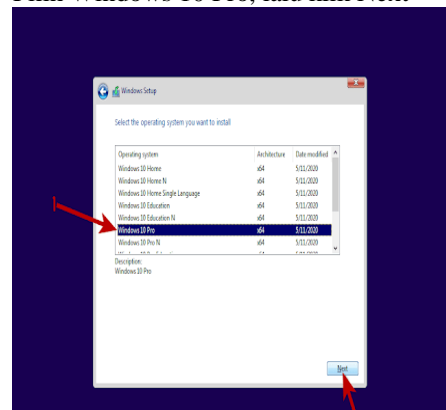 Windows Setup
Select the operating system you want to install
Operating system Architecture Date modified
Windows 10 Home x64 5/11/2020
Windows 10 Home N x64 5/11/2020
Windows 10 Home Single Language x64 5/11/2020
Windows 10 Education x64 5/11/2020
Windows 10 Education N x64 5/11/2020
1
Windows 10 Pro x64 5/11/2020
Windows 10 Pro N x64 5/11/2020
Description:
Windows 10 Pro
Next